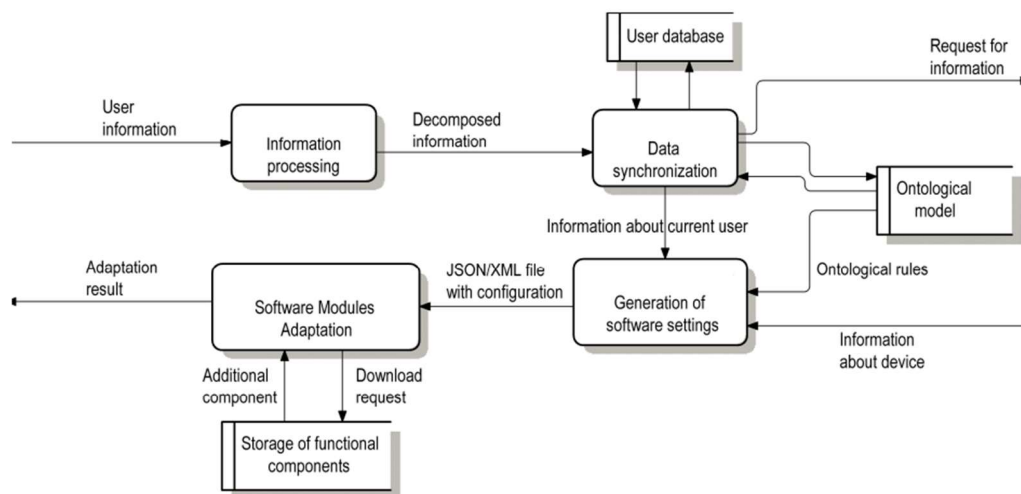 User database
Request for
information
User
information
Information
processing
Decomposed
information
Data
synchronization
Ontological
model
Information about current user
Ontological rules
Adaptation
result
Software Modules
Adaptation
JSON/XML file
with configuration
Generation of
software settings
Information
about device
Additional
component
Download
request
Storage of functional
components